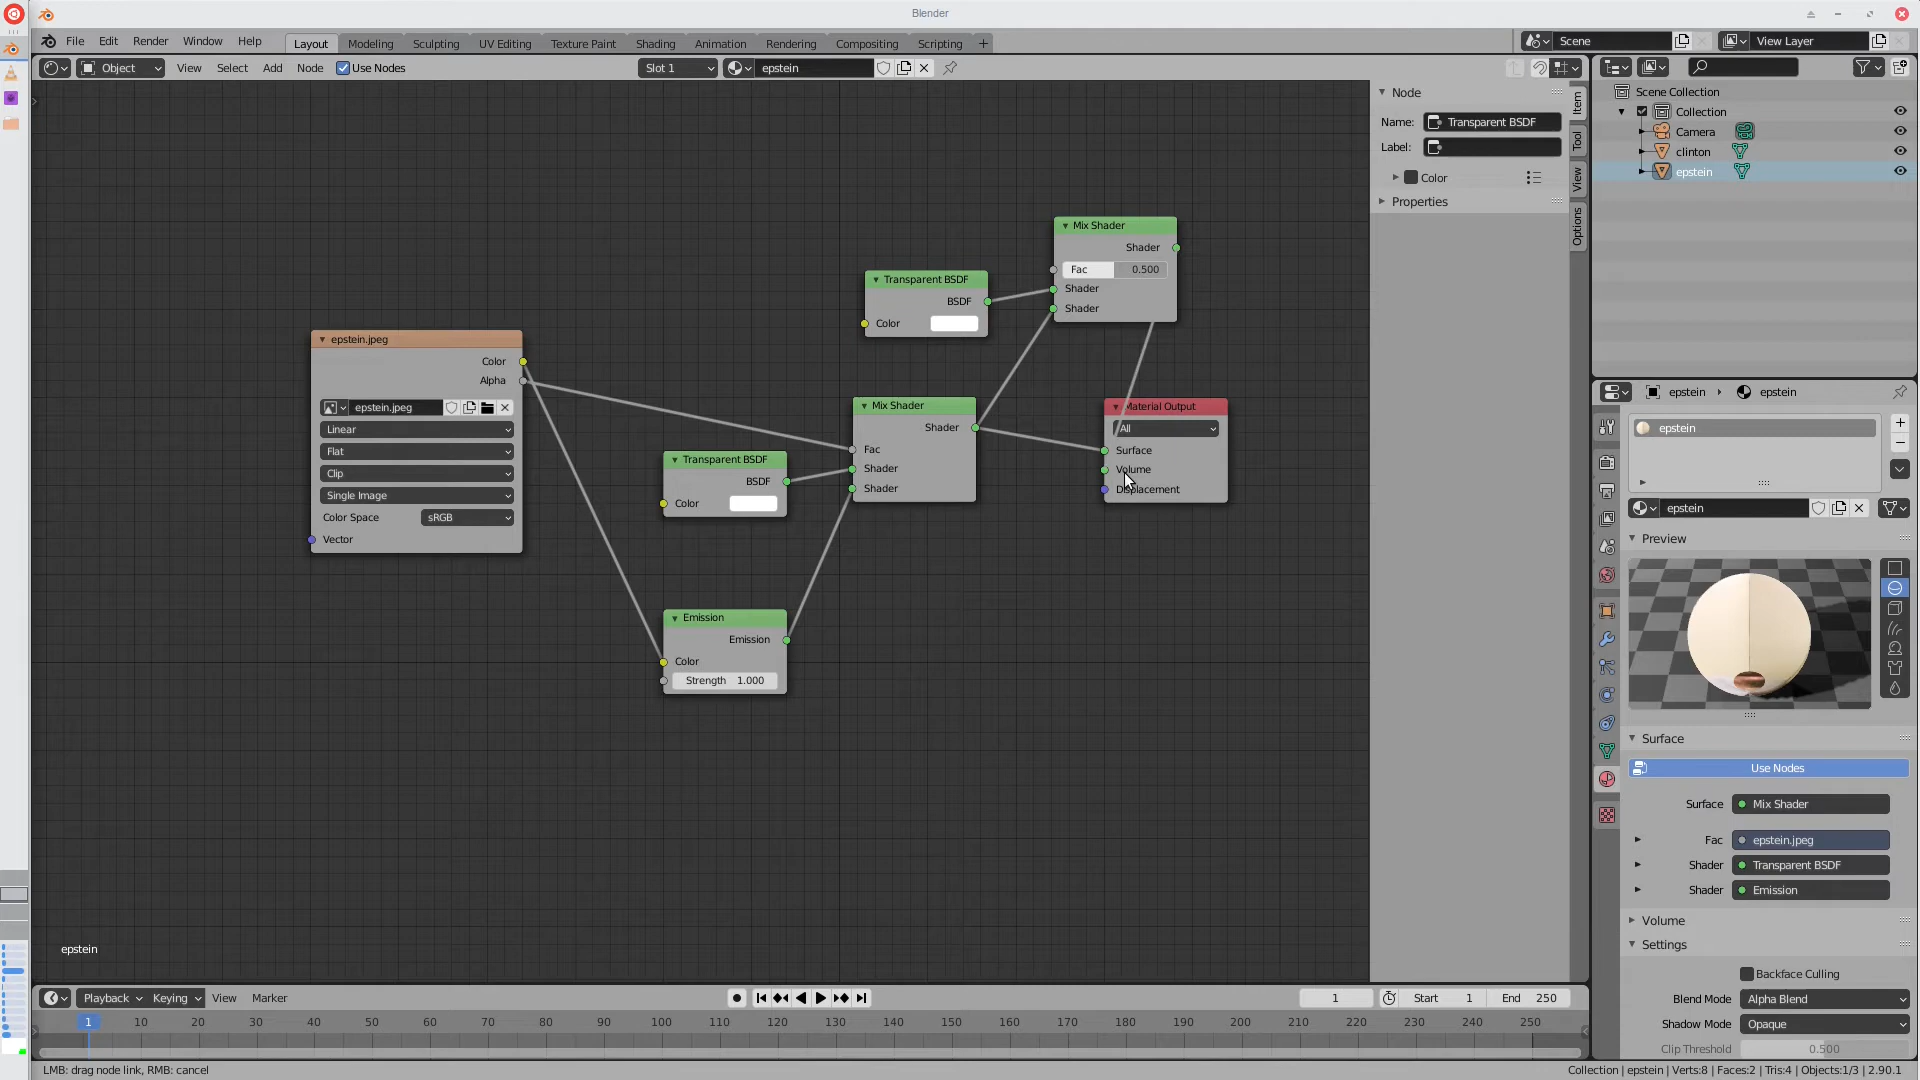 Blender
File Edit Render Window Help Layout Modeling Sculpting UV Editing Texture Paint Shading Animation Rendering Compositing Scripting + Scene View Layer
Object View Select Add Node Use Nodes Slot 1 epstein
Node
Name: Transparent BSDF
Label:
Color
Properties
Item
Tool
View
Options
Scene Collection
Collection
Camera
clinton
epstein
Mix Shader
Shader
Fac 0.500
Shader
Shader
Transparent BSDF
BSDF
Color
epstein.jpeg
Color
Alpha
epstein.jpeg
Linear
Flat
Clip
Single Image
Color Space sRGB
Vector
Mix Shader
Shader
Fac
Shader
Shader
Transparent BSDF
BSDF
Color
Material Output
All
Surface
Volume
Displacement
Emission
Emission
Color
Strength 1.000
epstein
epstein epstein
epstein
epstein
Preview
Surface
Use Nodes
Surface Mix Shader
Fac epstein.jpeg
Shader Transparent BSDF
Shader Emission
Volume
Settings
Backface Culling
Blend Mode Alpha Blend
Shadow Mode Opaque
Clip Threshold 0.500
Playback Keying View Marker 1 Start 1 End 250
1 10 20 30 40 50 60 70 80 90 100 110 120 130 140 150 160 170 180 190 200 210 220 230 240 250
LMB: drag node link, RMB: cancel
Collection | epstein | Verts:8 | Faces:2 | Tris:4 | Objects:1/3 | 2.90.1